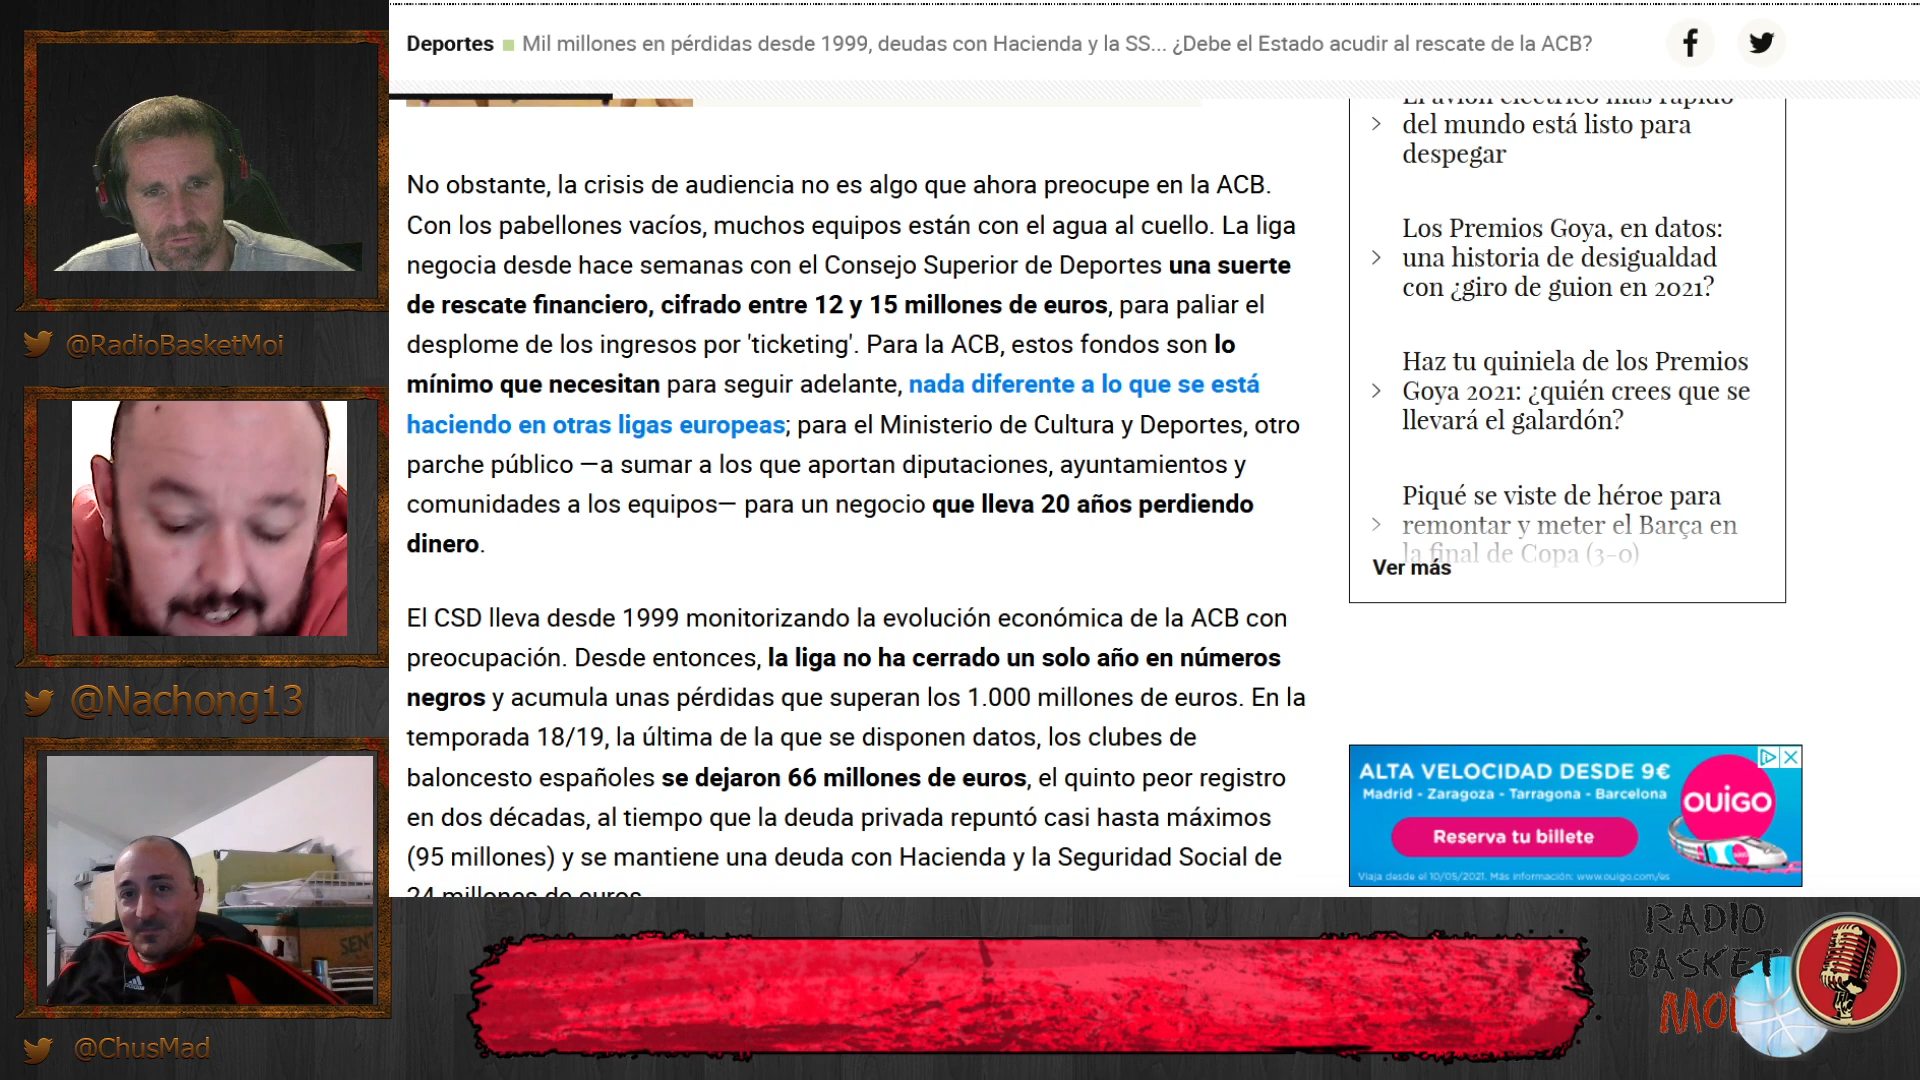 Deportes Mil millones en pérdidas desde 1999, deudas con Hacienda y la SS... ¿Debe el Estado acudir al rescate de la ACB?
No obstante, la crisis de audiencia no es algo que ahora preocupe en la ACB.
Con los pabellones vacíos, muchos equipos están con el agua al cuello. La liga
negocia desde hace semanas con el Consejo Superior de Deportes una suerte
de rescate financiero, cifrado entre 12 y 15 millones de euros, para paliar el
desplome de los ingresos por 'ticketing'. Para la ACB, estos fondos son lo
mínimo que necesitan para seguir adelante, nada diferente a lo que se está
haciendo en otras ligas europeas; para el Ministerio de Cultura y Deportes, otro
parche público —a sumar a los que aportan diputaciones, ayuntamientos y
comunidades a los equipos— para un negocio que lleva 20 años perdiendo
dinero.
El CSD lleva desde 1999 monitorizando la evolución económica de la ACB con
preocupación. Desde entonces, la liga no ha cerrado un solo año en números
negros y acumula unas pérdidas que superan los 1.000 millones de euros. En la
temporada 18/19, la última de la que se disponen datos, los clubes de
baloncesto españoles se dejaron 66 millones de euros, el quinto peor registro
en dos décadas, al tiempo que la deuda privada repuntó casi hasta máximos
(95 millones) y se mantiene una deuda con Hacienda y la Seguridad Social de
24 millones de euros
El avión eléctrico más rápido
del mundo está listo para
despegar
Los Premios Goya, en datos:
una historia de desigualdad
con ¿giro de guion en 2021?
Haz tu quiniela de los Premios
Goya 2021: ¿quién crees que se
llevará el galardón?
Piqué se viste de héroe para
remontar y meter el Barça en
la final de Copa (3-0)
Ver más
ALTA VELOCIDAD DESDE 9€
Madrid - Zaragoza - Tarragona - Barcelona
OUIGO
Reserva tu billete
Viaja desde el 10/05/2021. Más información: www.ouigo.com/es
@RadioBasketMoi
@Nachong13
@ChusMad
adidas
SEN
RADIO
BASKET
MOi